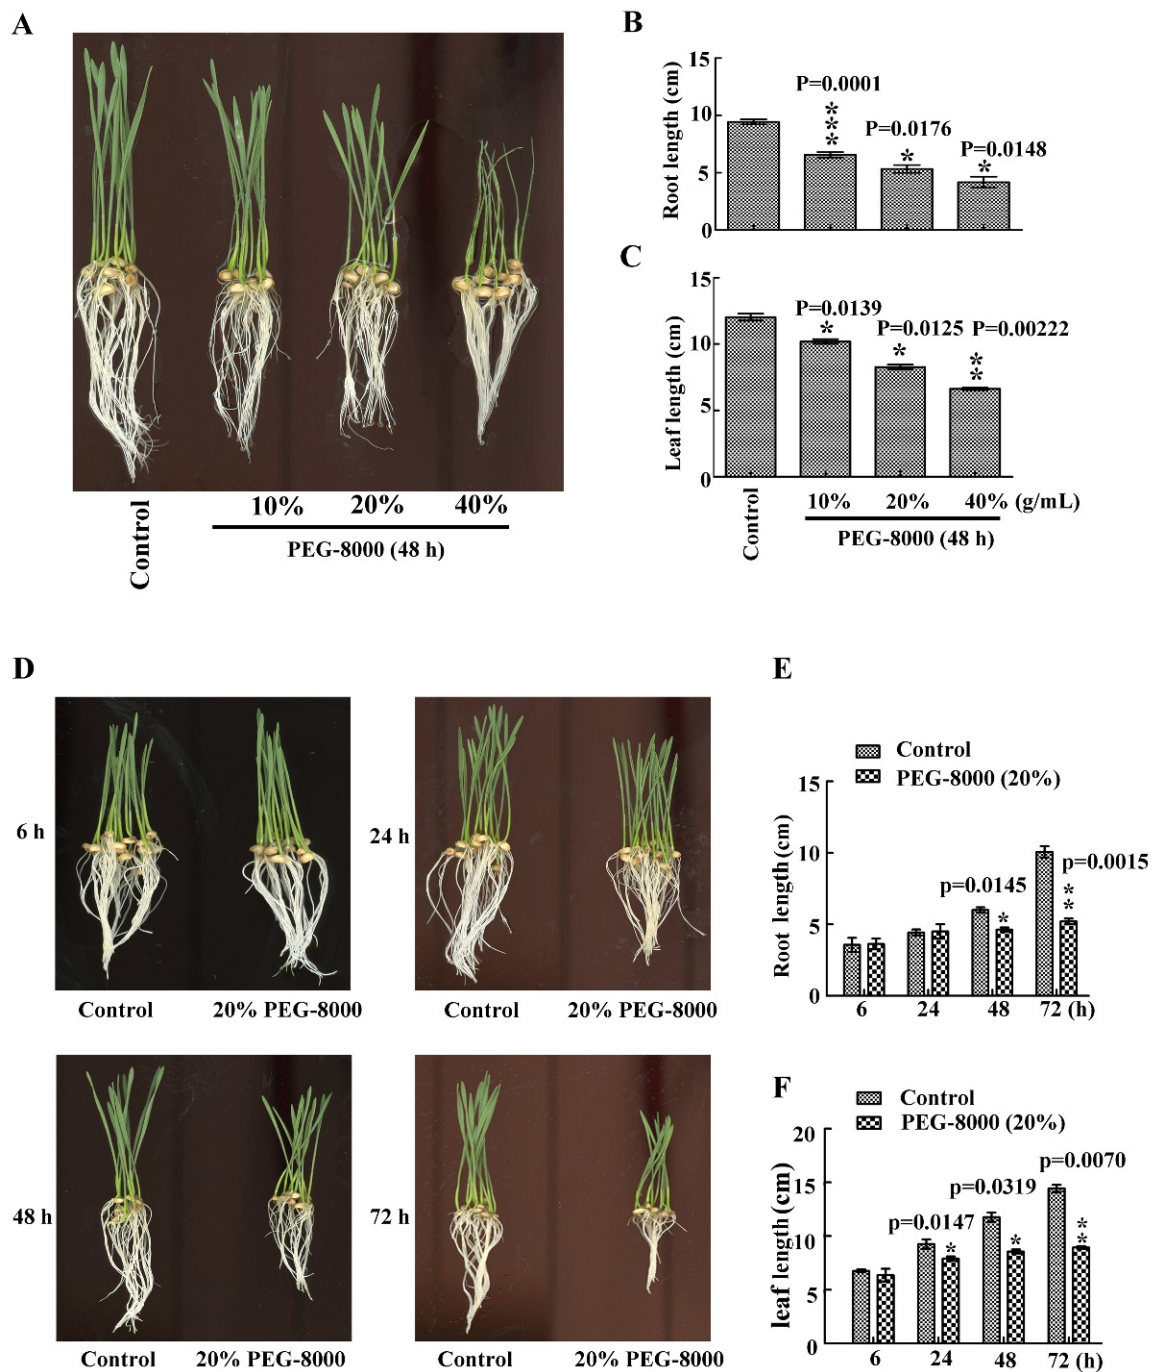 A
Control
10% 20% 40%
PEG-8000 (48 h)
B
Root length (cm)
15
10
5
0
P=0.0001
***
P=0.0176
*
P=0.0148
*
C
Leaf length (cm)
15
10
5
0
P=0.0139
*
P=0.0125
*
P=0.00222
**
Control
10% 20% 40% (g/mL)
PEG-8000 (48 h)
D
6 h
Control 20% PEG-8000
24 h
Control 20% PEG-8000
48 h
Control 20% PEG-8000
72 h
Control 20% PEG-8000
E
Control
PEG-8000 (20%)
Root length(cm)
15
10
5
0
p=0.0145
*
p=0.0015
**
6 24 48 72 (h)
F
Control
PEG-8000 (20%)
leaf length(cm)
20
15
10
5
0
p=0.0147
*
p=0.0319
*
p=0.0070
**
6 24 48 72 (h)